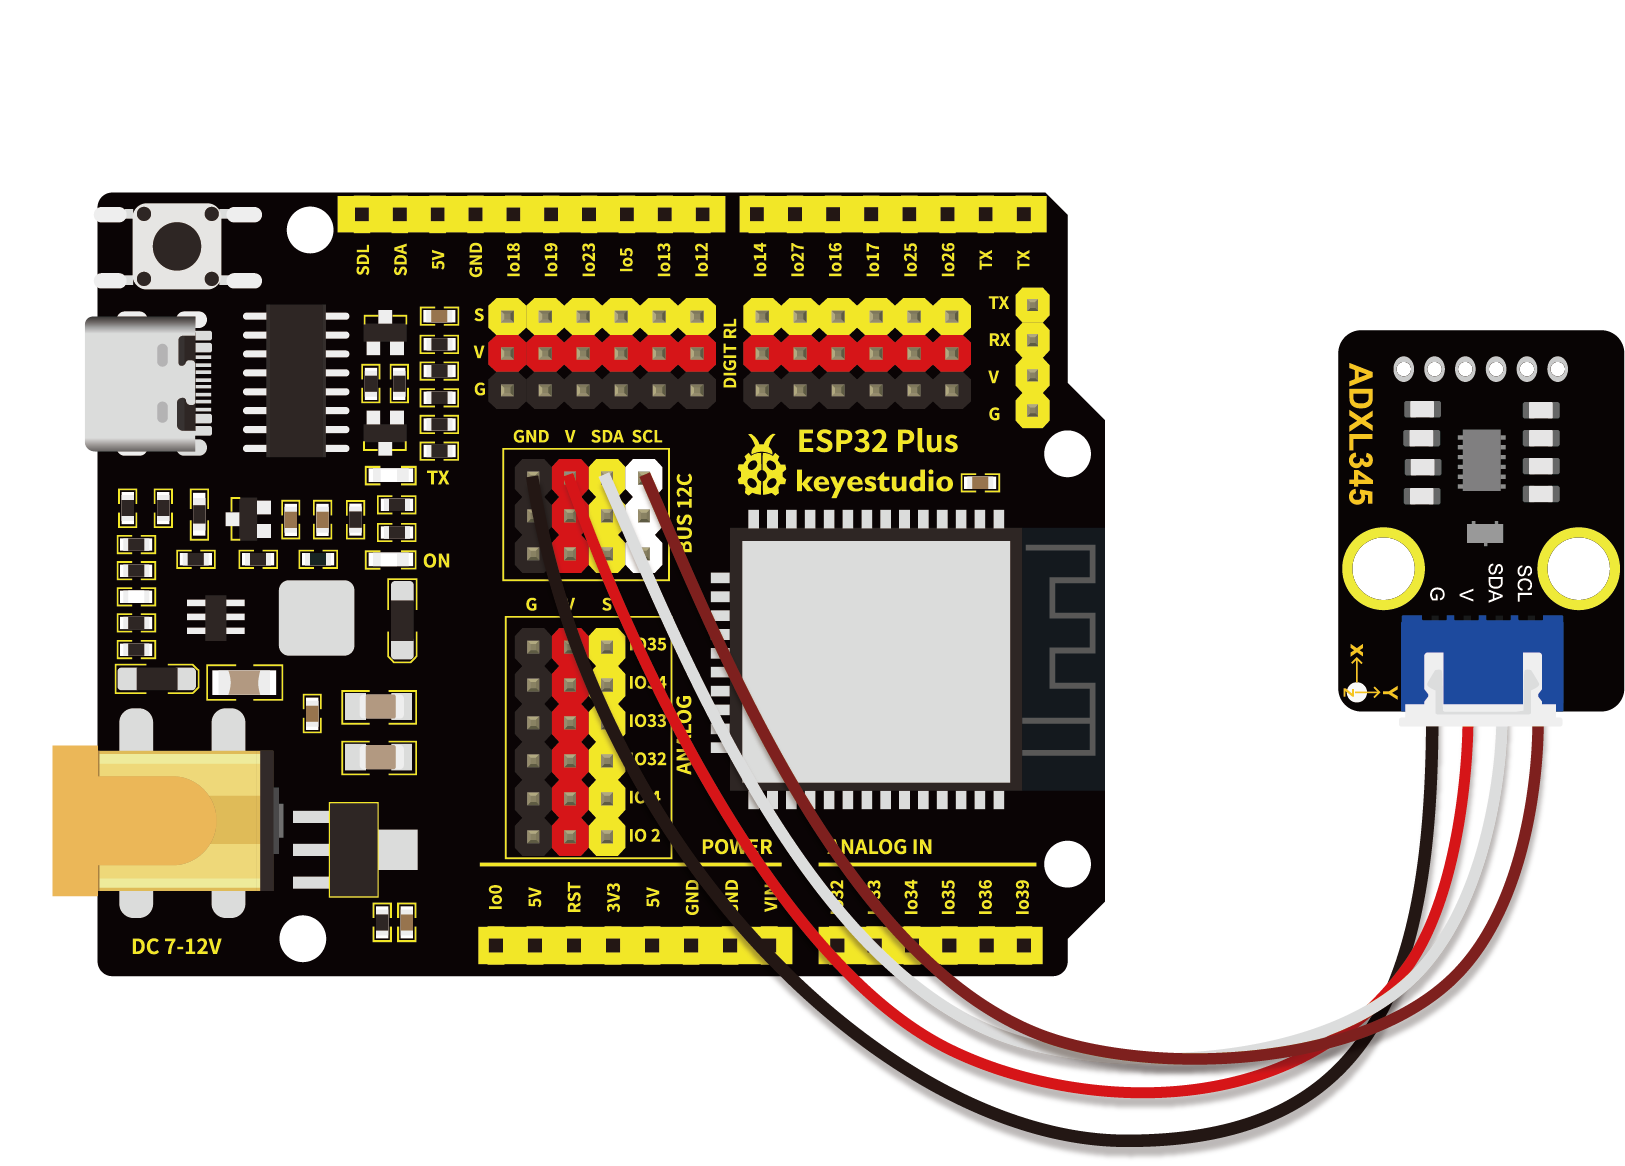 SDL SDA 5V GND Io18 Io19 Io23 Io5 Io13 Io12 Io14 Io27 Io16 Io17 Io25 Io26 TX TX
S
V
G
DIGIT RL
TX
RX
V
G
GND V SDA SCL
BUS 12C
ESP32 Plus
keyestudio
TX
ON
G V S
IO35
IO34
IO33
IO32
IO 4
IO 2
ANALOG
POWER ANALOG IN
Io0 5V RST 3V3 5V GND GND VIN Io32 Io33 Io34 Io35 Io36 Io39
DC 7-12V
ADXL345
G V SDA SCL
X
Z Y